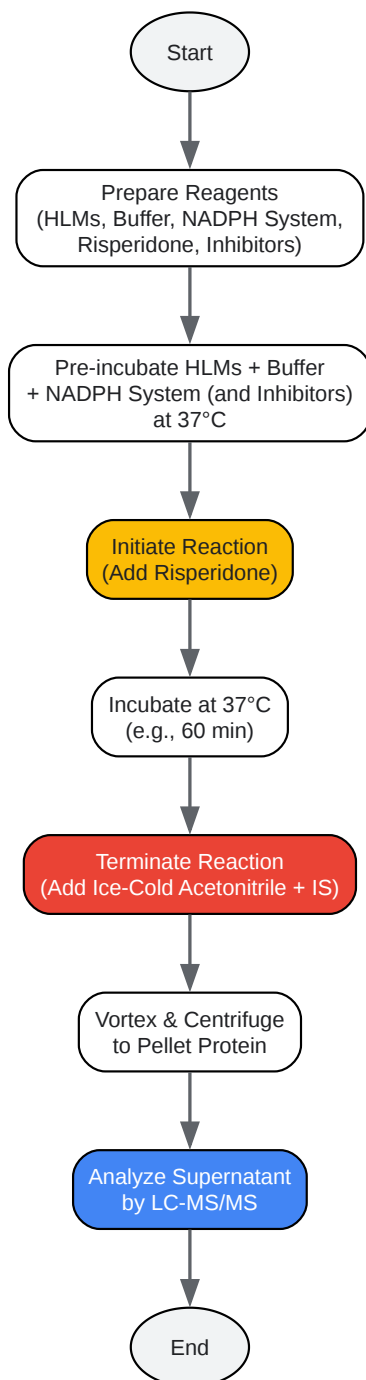 Start
Prepare Reagents
(HLMs, Buffer, NADPH System,
Risperidone, Inhibitors)
Pre-incubate HLMs + Buffer
+ NADPH System (and Inhibitors)
at 37°C
Initiate Reaction
(Add Risperidone)
Incubate at 37°C
(e.g., 60 min)
Terminate Reaction
(Add Ice-Cold Acetonitrile + IS)
Vortex & Centrifuge
to Pellet Protein
Analyze Supernatant
by LC-MS/MS
End